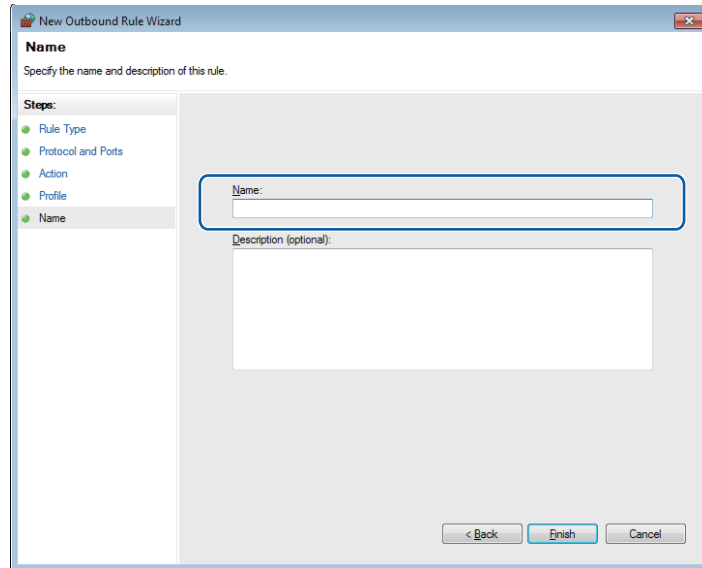 New Outbound Rule Wizard
Name
Specify the name and description of this rule.
Steps:
Rule Type
Protocol and Ports
Action
Profile
Name
Name:
Description (optional):
< Back
Finish
Cancel